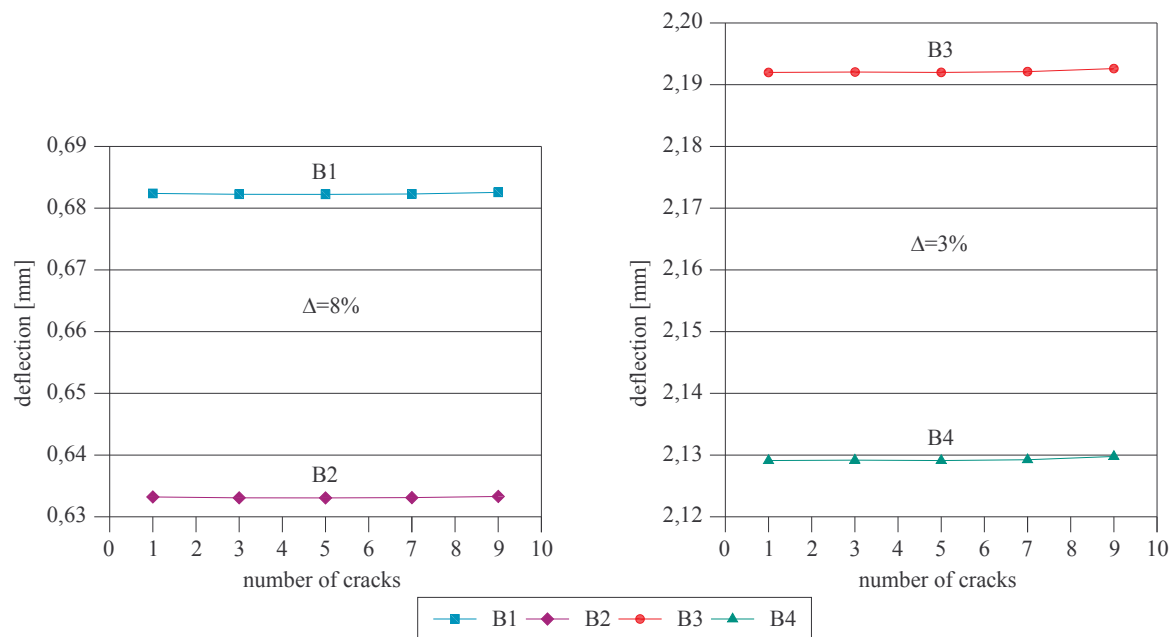 0,69
0,68
0,67
0,66
0,65
0,64
0,63
deflection [mm]
B1
Δ=8%
B2
0 1 2 3 4 5 6 7 8 9 10
number of cracks
2,20
2,19
2,18
2,17
2,16
2,15
2,14
2,13
2,12
deflection [mm]
B3
Δ=3%
B4
0 1 2 3 4 5 6 7 8 9 10
number of cracks
B1 B2 B3 B4